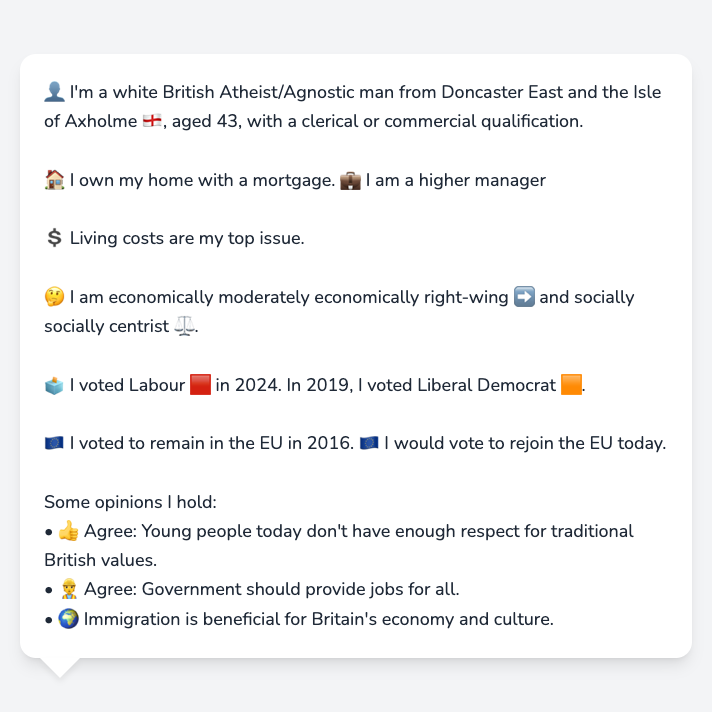 👤 I'm a white British Atheist/Agnostic man from Doncaster East and the Isle
of Axholme 🏴󠁧󠁢󠁥󠁮󠁧󠁿, aged 43, with a clerical or commercial qualification.
🏠 I own my home with a mortgage. 💼 I am a higher manager
💲 Living costs are my top issue.
🤔 I am economically moderately economically right-wing ➡️ and socially
socially centrist ⚖️.
🗳️ I voted Labour 🟥 in 2024. In 2019, I voted Liberal Democrat 🟧.
🇪🇺 I voted to remain in the EU in 2016. 🇪🇺 I would vote to rejoin the EU today.
Some opinions I hold:
• 👍 Agree: Young people today don't have enough respect for traditional
British values.
• 👷 Agree: Government should provide jobs for all.
• 🌍 Immigration is beneficial for Britain's economy and culture.